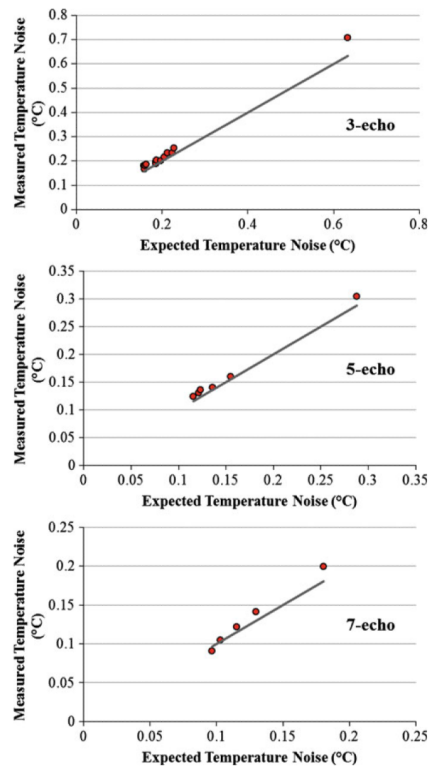 0.8
0.7
0.6
0.5
0.4
0.3
0.2
0.1
0
Measured Temperature Noise
(°C)
3-echo
0 0.2 0.4 0.6 0.8
Expected Temperature Noise (°C)
0.35
0.3
0.25
0.2
0.15
0.1
0.05
0
Measured Temperature Noise
(°C)
5-echo
0 0.05 0.1 0.15 0.2 0.25 0.3 0.35
Expected Temperature Noise (°C)
0.25
0.2
0.15
0.1
0.05
0
Measured Temperature Noise
(°C)
7-echo
0 0.05 0.1 0.15 0.2 0.25
Expected Temperature Noise (°C)